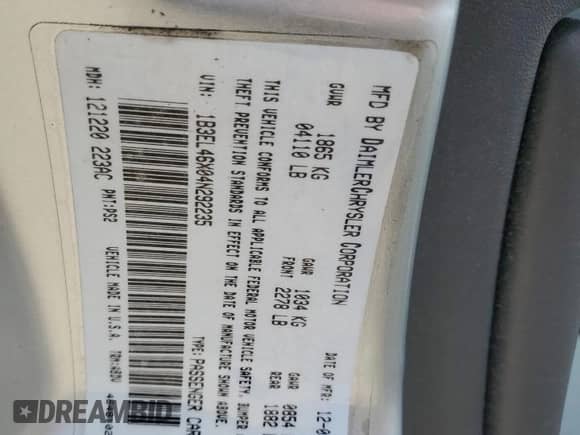 MFD BY DAIMLERCHRYSLER CORPORATION DATE OF MFR: 12-0
GVWR 1865 KG GAWR 1034 KG 0854
04110 LB FRONT 2278 LB REAR 1882
THIS VEHICLE CONFORMS TO ALL APPLICABLE FEDERAL MOTOR VEHICLE SAFETY, BUMPER
THEFT PREVENTION STANDARDS IN EFFECT ON THE DATE OF MANUFACTURE SHOWN ABOVE.
VIN: 1B3EL46X04N292235 TYPE: PASSENGER CAR
MDH: 121220 223AC PNT: PS2 VEHICLE MADE IN U.S.A.
DREAMBID